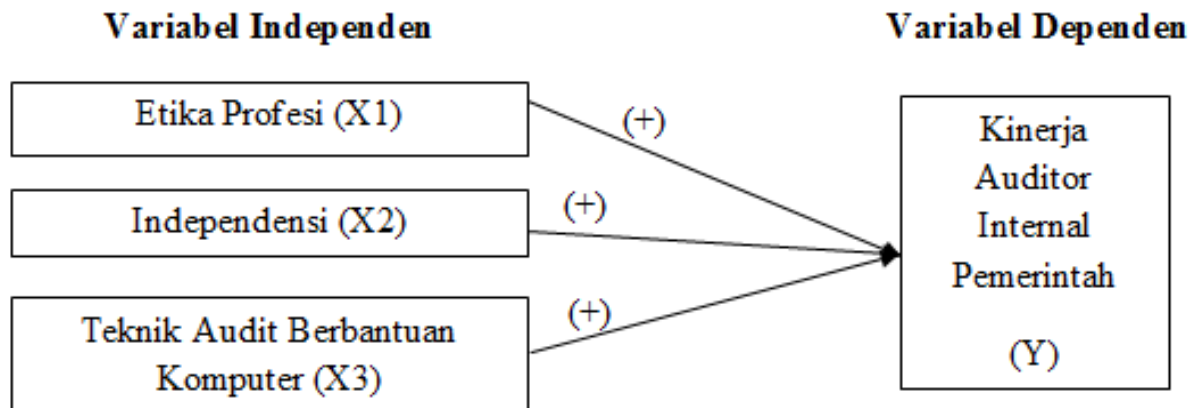 Variabel Independen
Variabel Dependen
Etika Profesi (X1)
(+)
Independensi (X2)
(+)
Teknik Audit Berbantuan
Komputer (X3)
(+)
Kinerja
Auditor
Internal
Pemerintah
(Y)